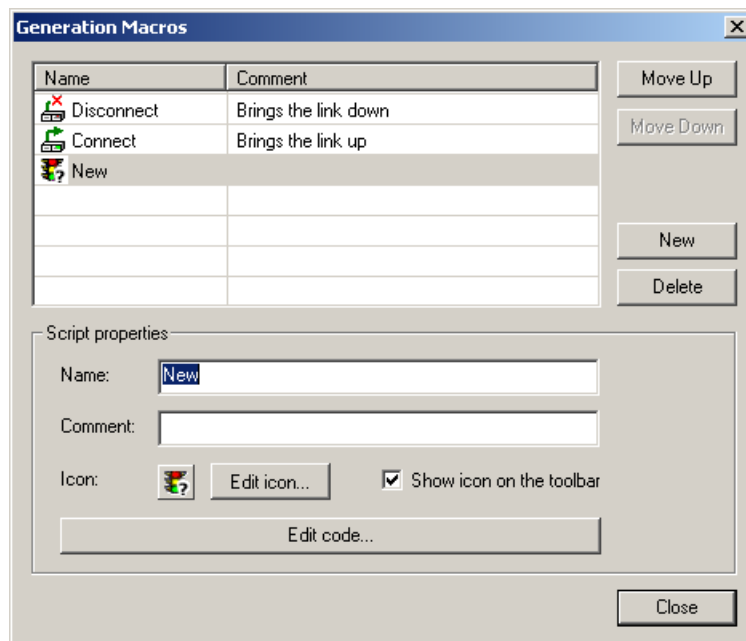 Generation Macros
Name Comment
Disconnect Brings the link down
Connect Brings the link up
New
Move Up
Move Down
New
Delete
Script properties
Name: New
Comment:
Icon: Edit icon... Show icon on the toolbar
Edit code...
Close